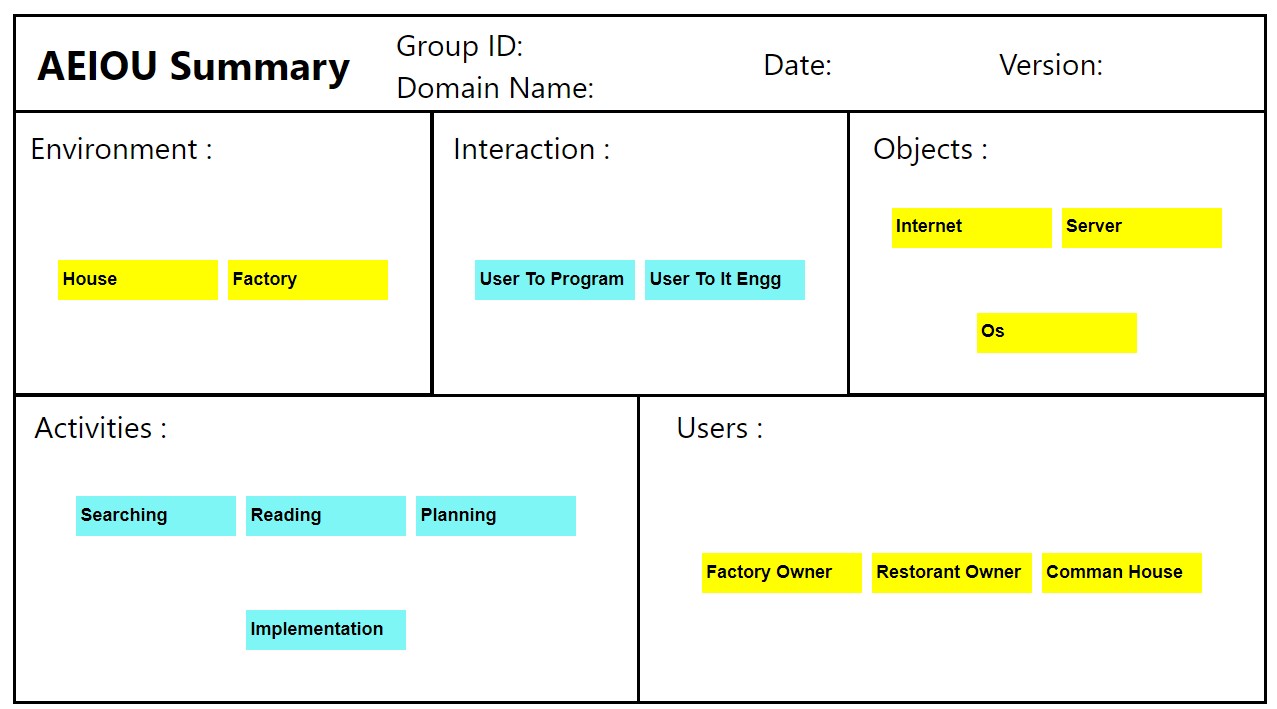 AEIOU Summary
Group ID:
Domain Name:
Date:
Version:
Environment :
House
Factory
Interaction :
User To Program
User To It Engg
Objects :
Internet
Server
Os
Activities :
Searching
Reading
Planning
Implementation
Users :
Factory Owner
Restorant Owner
Comman House